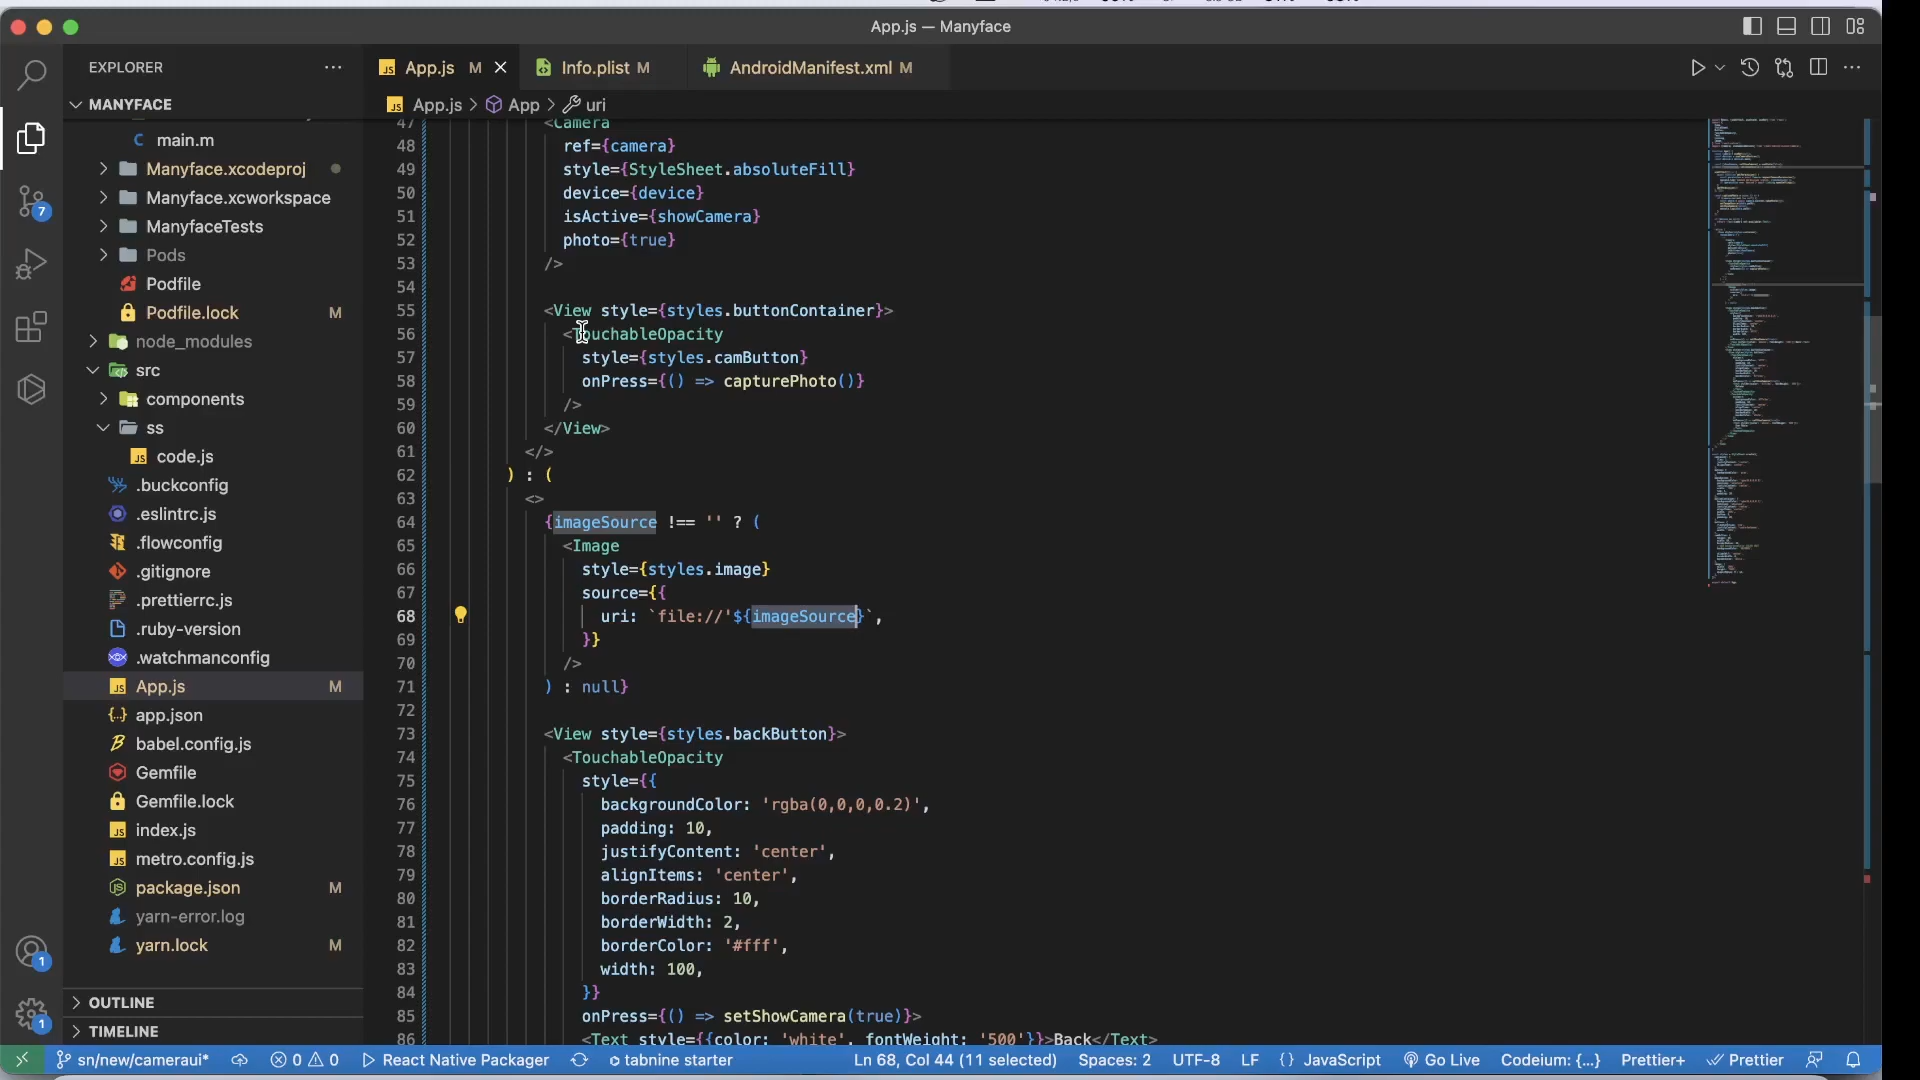 App.js — Manyface
EXPLORER
App.js M
Info.plist M
AndroidManifest.xml M
MANYFACE
App.js > App > uri
main.m
Manyface.xcodeproj
Manyface.xcworkspace
ManyfaceTests
Pods
Podfile
Podfile.lock M
node_modules
src
components
ss
code.js
.buckconfig
.eslintrc.js
.flowconfig
.gitignore
.prettierrc.js
.ruby-version
.watchmanconfig
App.js M
app.json
babel.config.js
Gemfile
Gemfile.lock
index.js
metro.config.js
package.json M
yarn-error.log
yarn.lock M
OUTLINE
TIMELINE
7
1
1
47 <Camera
48 ref={camera}
49 style={StyleSheet.absoluteFill}
50 device={device}
51 isActive={showCamera}
52 photo={true}
53 />
54
55 <View style={styles.buttonContainer}>
56 <TouchableOpacity
57 style={styles.camButton}
58 onPress={() => capturePhoto()}
59 />
60 </View>
61 </>
62 ) : (
63 <>
64 {imageSource !== '' ? (
65 <Image
66 style={styles.image}
67 source={{
68 uri: `file://'${imageSource}`,
69 }}
70 />
71 ) : null}
72
73 <View style={styles.backButton}>
74 <TouchableOpacity
75 style={{
76 backgroundColor: 'rgba(0,0,0,0.2)',
77 padding: 10,
78 justifyContent: 'center',
79 alignItems: 'center',
80 borderRadius: 10,
81 borderWidth: 2,
82 borderColor: '#fff',
83 width: 100,
84 }}
85 onPress={() => setShowCamera(true)}>
86 <Text style={{color: 'white', fontWeight: '500'}}>Back</Text>
sn/new/cameraui* 0 0 React Native Packager tabnine starter Ln 68, Col 44 (11 selected) Spaces: 2 UTF-8 LF {} JavaScript Go Live Codeium: {...} Prettier+ Prettier